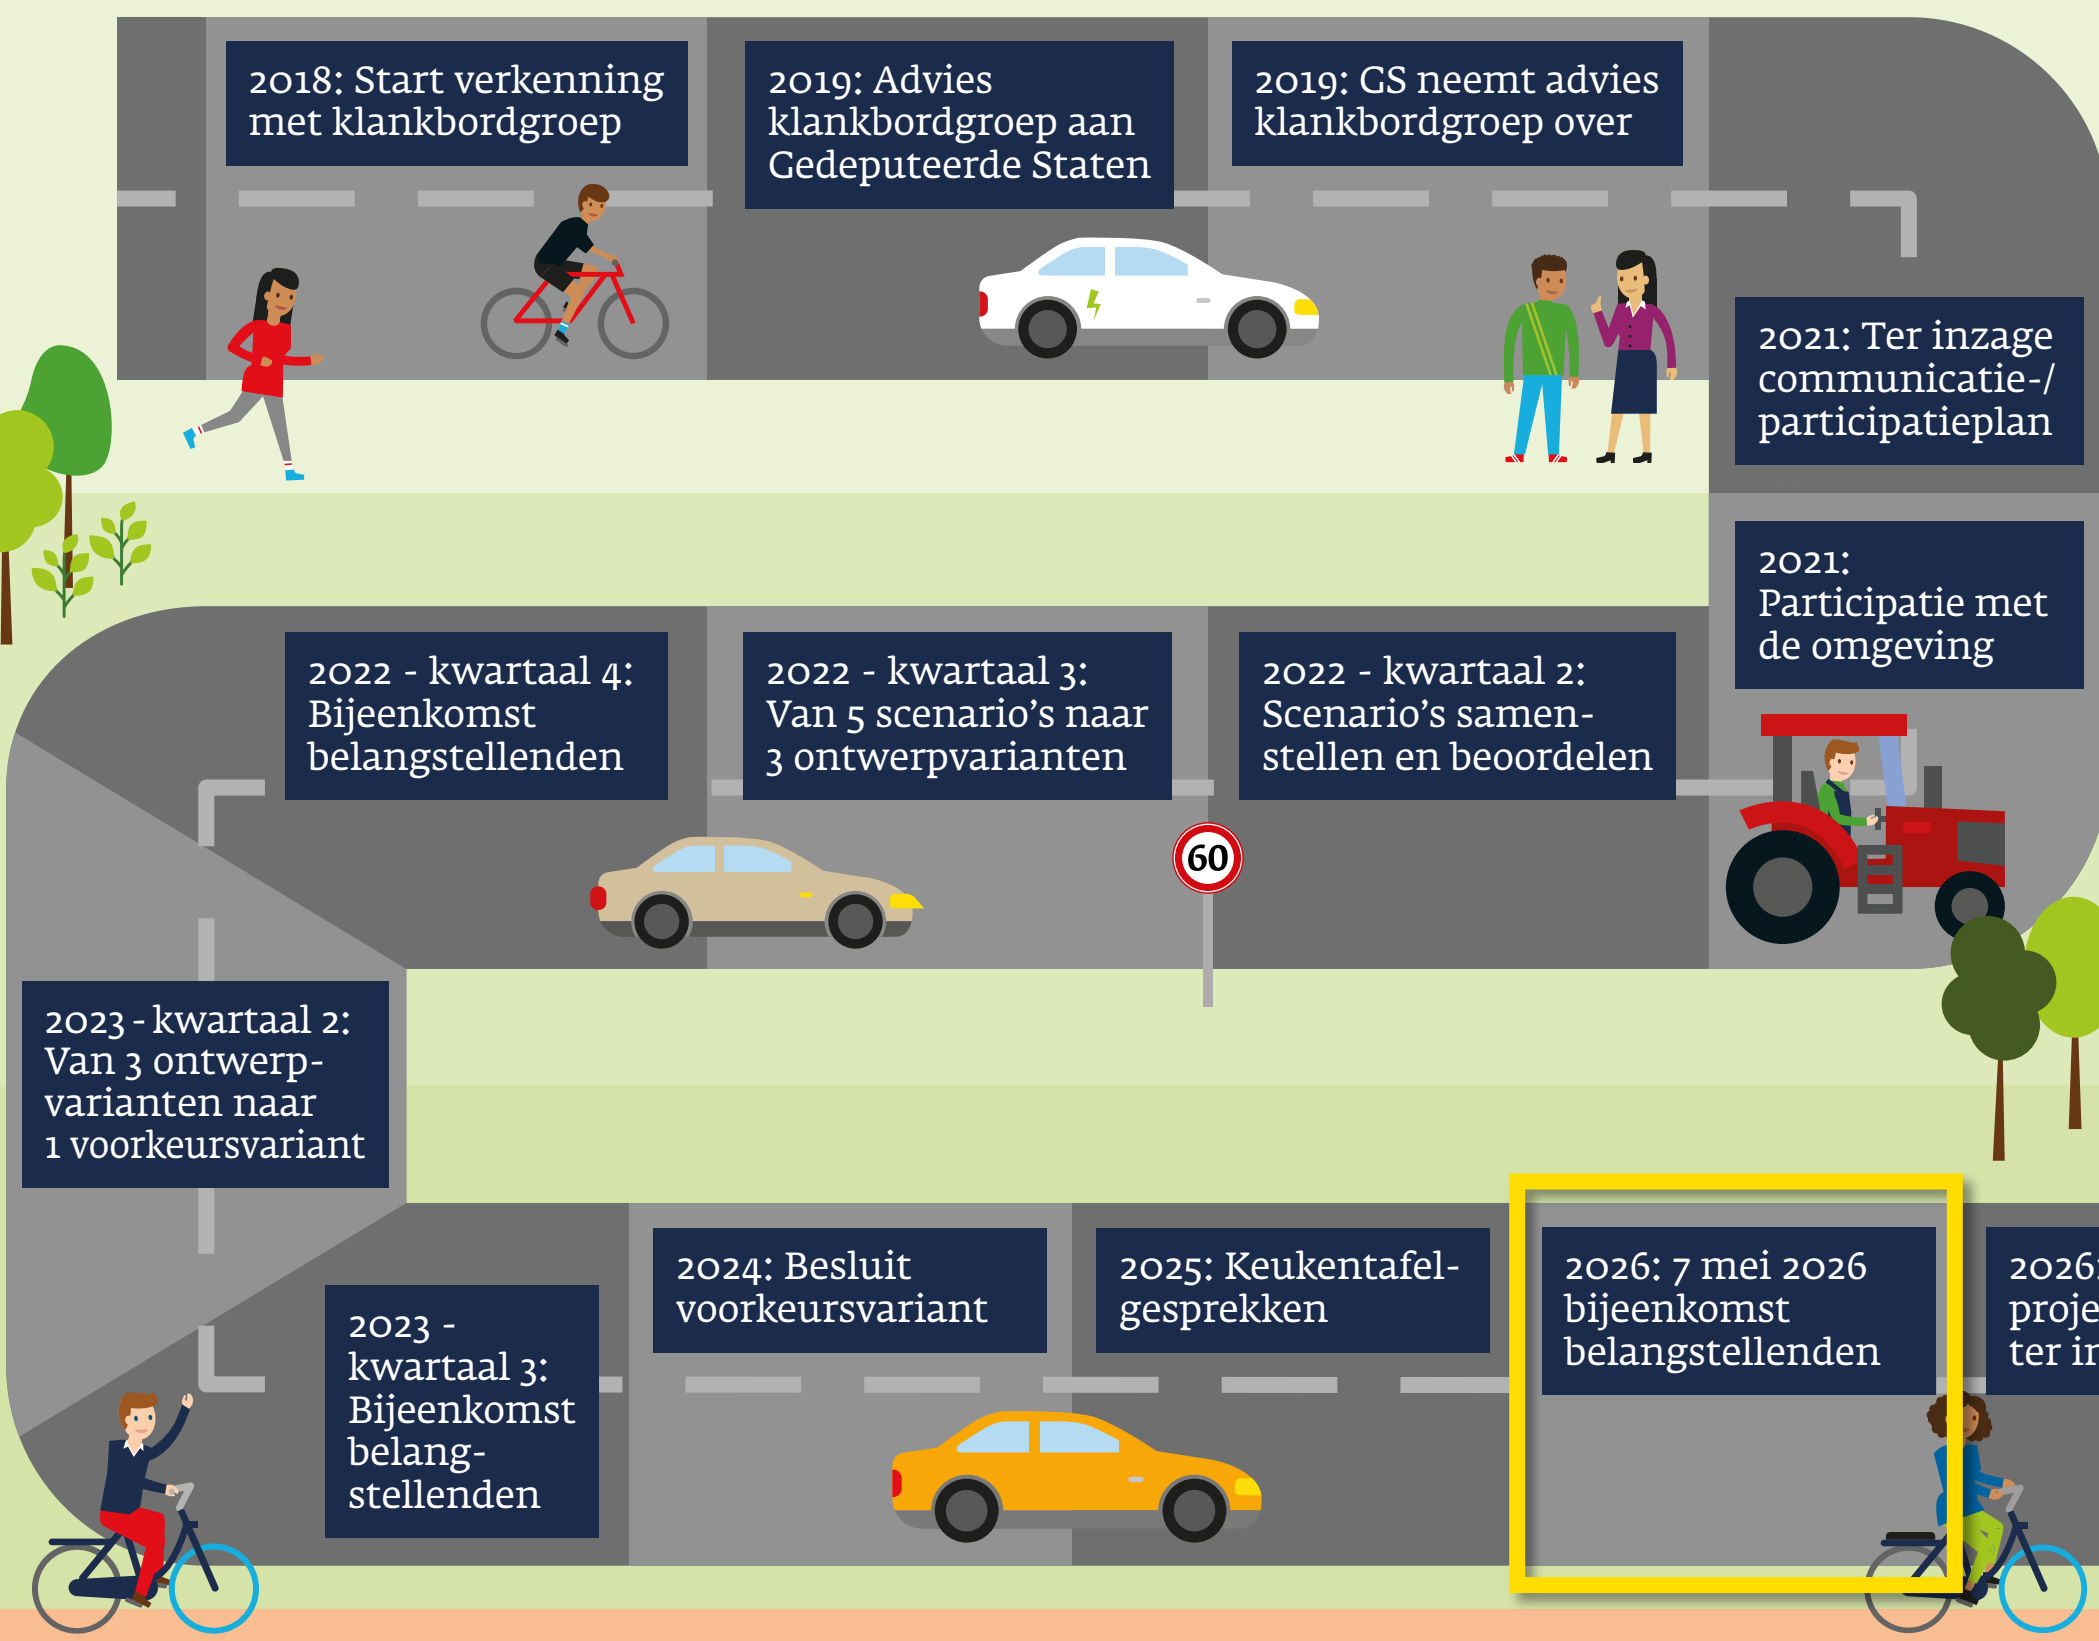 2018: Start verkenning
met klankbordgroep
2019: Advies
klankbordgroep aan
Gedeputeerde Staten
2019: GS neemt advies
klankbordgroep over
2021: Ter inzage
communicatie-/
participatieplan
2021:
Participatie met
de omgeving
2022 - kwartaal 2:
Scenario’s samen-
stellen en beoordelen
2022 - kwartaal 3:
Van 5 scenario’s naar
3 ontwerpvarianten
2022 - kwartaal 4:
Bijeenkomst
belangstellenden
60
2023 - kwartaal 2:
Van 3 ontwerp-
varianten naar
1 voorkeursvariant
2023 -
kwartaal 3:
Bijeenkomst
belang-
stellenden
2024: Besluit
voorkeursvariant
2025: Keukentafel-
gesprekken
2026: 7 mei 2026
bijeenkomst
belangstellenden
2026:
ter